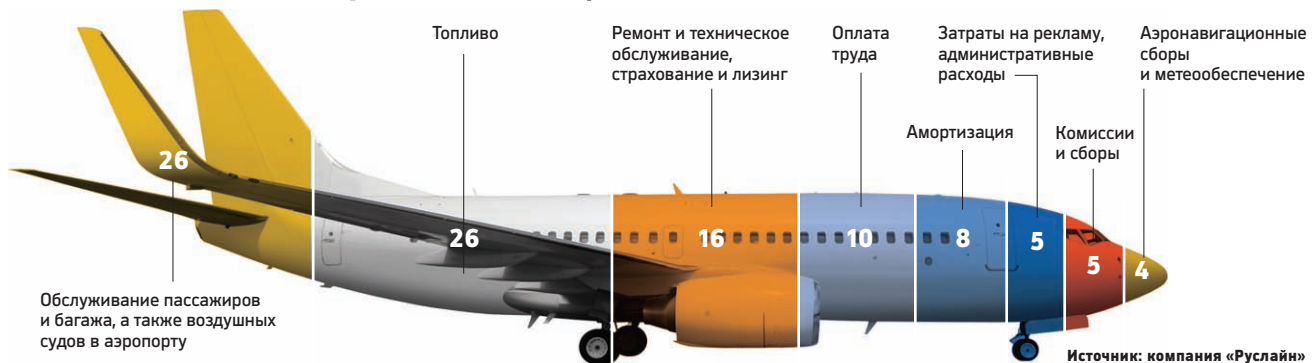 Топливо
Ремонт и техническое
обслуживание,
страхование и лизинг
Оплата
труда
Затраты на рекламу,
административные
расходы
Аэронавигационные
сборы
и метеообеспечение
Амортизация
Комиссии
и сборы
26
26
16
10
8
5
5
4
Обслуживание пассажиров
и багажа, а также воздушных
судов в аэропорту
Источник: компания «Руслайн»